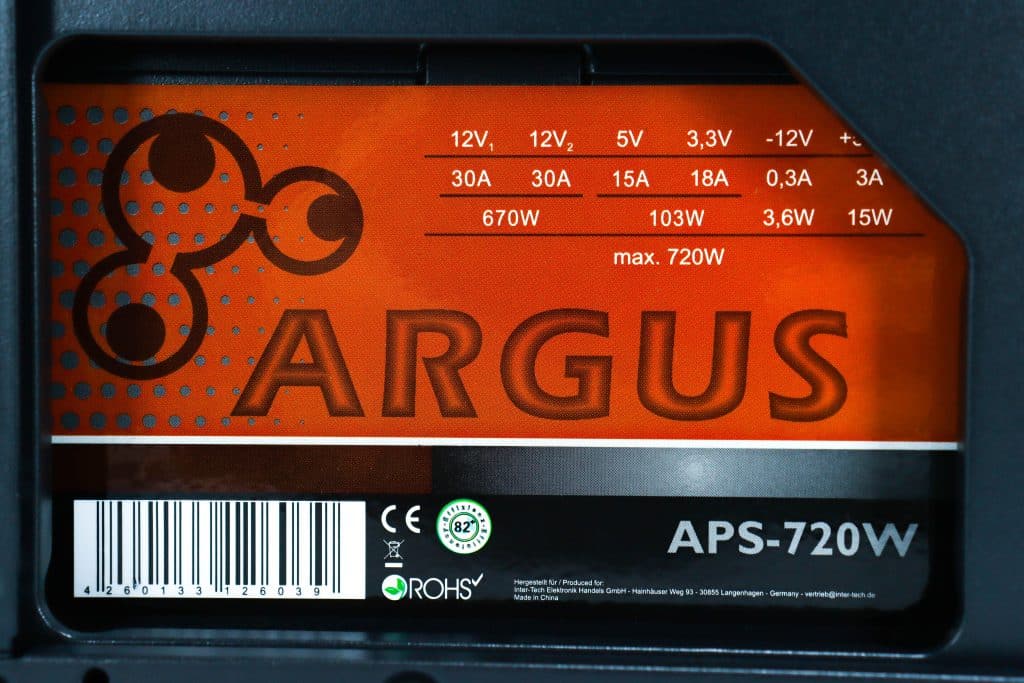 12V1 12V2 5V 3,3V -12V
30A 30A 15A 18A 0,3A 3A
670W 103W 3,6W 15W
max. 720W
ARGUS
CE 82+
APS-720W
ROHS
4 260133 126039
Hergestellt für / Produced for:
Inter-Tech Elektronik Handels GmbH - Hainhäuser Weg 93 - 30855 Langenhagen - Germany - vertrieb@inter-tech.de
Made in China